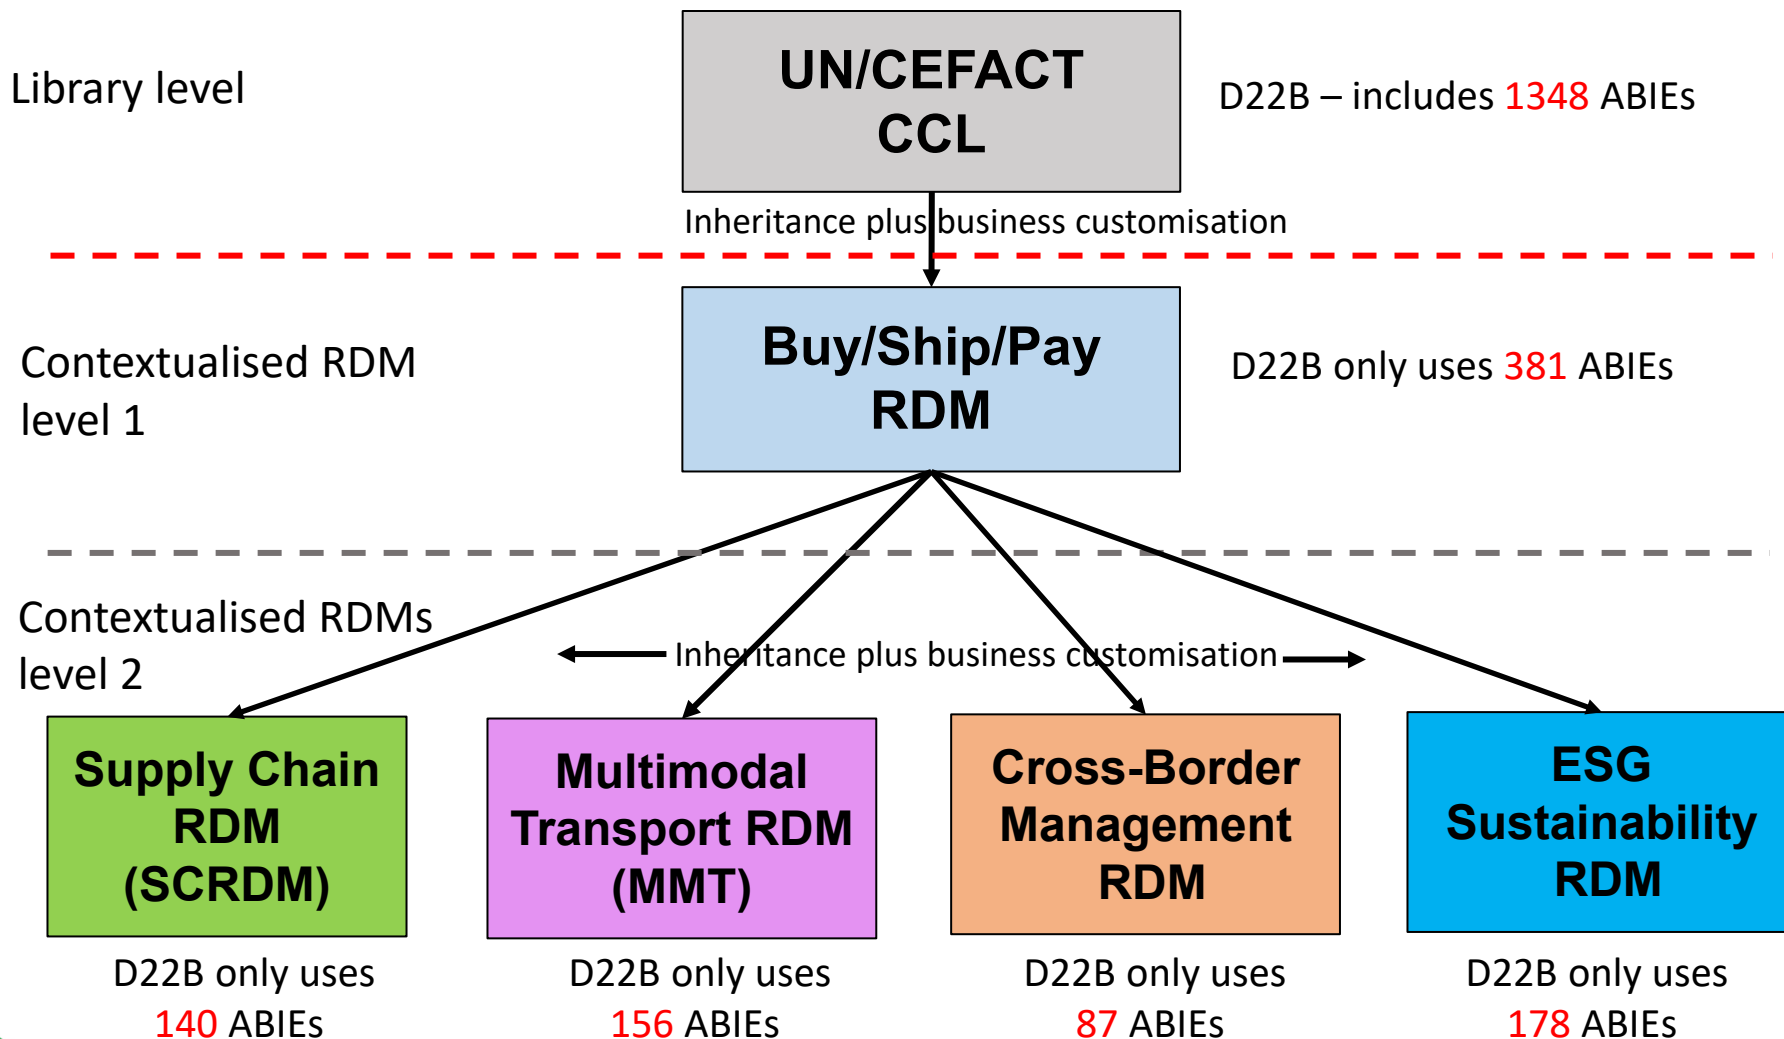 UN/CEFACT
CCL
Library level
D22B – includes 1348 ABIEs
Inheritance plus business customisation
Buy/Ship/Pay
RDM
Contextualised RDM
level 1
D22B only uses 381 ABIEs
Contextualised RDMs
level 2
Inheritance plus business customisation
Supply Chain
RDM
(SCRDM)
Multimodal
Transport RDM
(MMT)
Cross-Border
Management
RDM
ESG
Sustainability
RDM
D22B only uses
140 ABIEs
D22B only uses
156 ABIEs
D22B only uses
87 ABIEs
D22B only uses
178 ABIEs